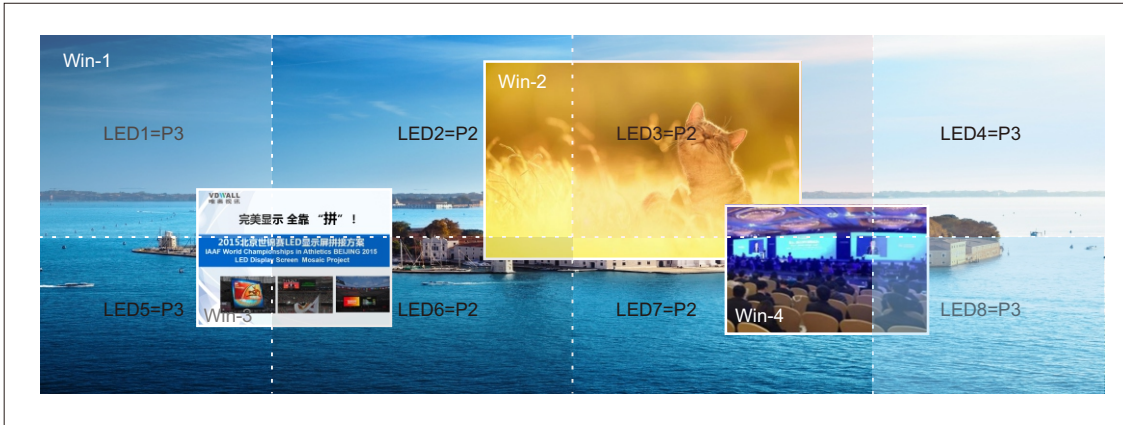 Win-1
Win-2
LED1=P3
LED2=P2
LED3=P2
LED4=P3
VDWALL
完美显示 全靠 “拼” !
2015北京世锦赛LED显示屏拼接方案
IAAF World Championships in Athletics BEIJING 2015
LED Display Screen Mosaic Project
LED5=P3
Win-3
LED6=P2
LED7=P2
Win-4
LED8=P3